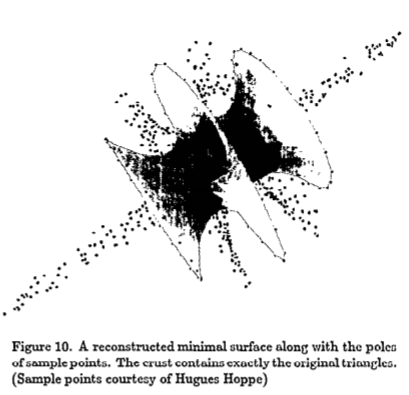 Figure 10. A reconstructed minimal surface along with the poles
of sample points. The crust contains exactly the original triangles.
(Sample points courtesy of Hugues Hoppe)